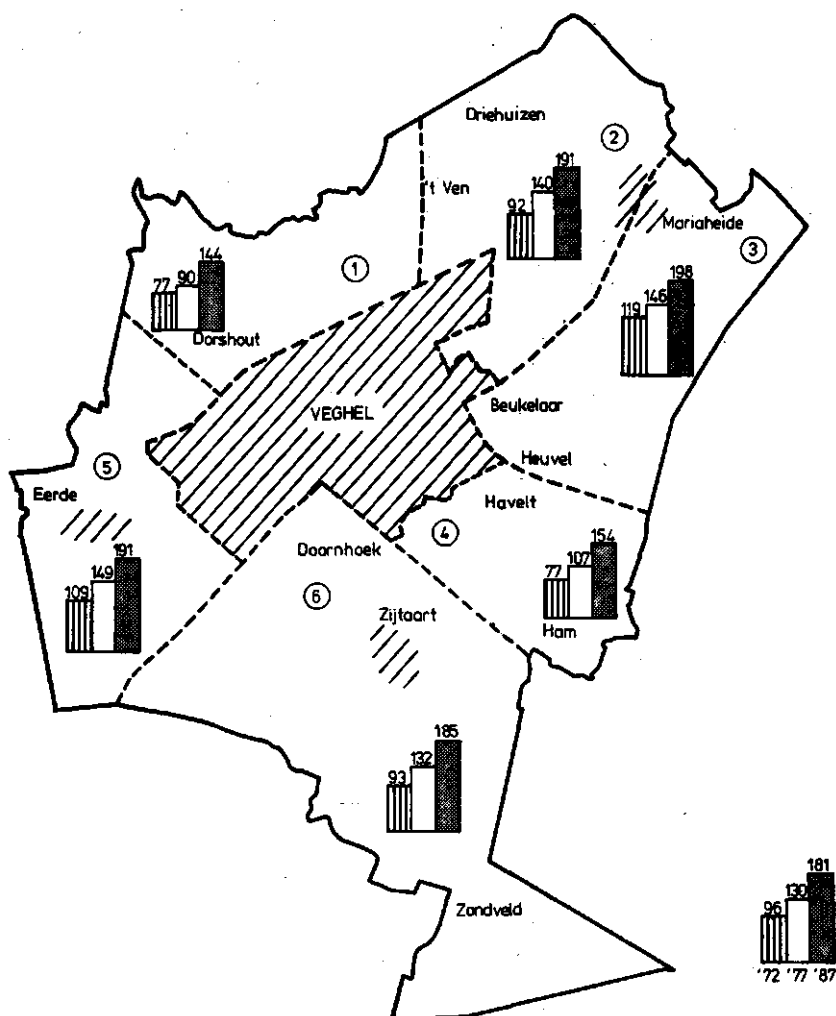 Driehuizen
2
't Ven
92 140 191
Mariaheide
3
1
77 90 144
Dorshout
119 146 198
VEGHEL
Beukelaar
Heuvel
5
Eerde
Havelt
4
109 149 191
Doornhoek
6
77 107 154
Zijtaart
Ham
93 132 185
Zondveld
96 130 181
'72 '77 '87